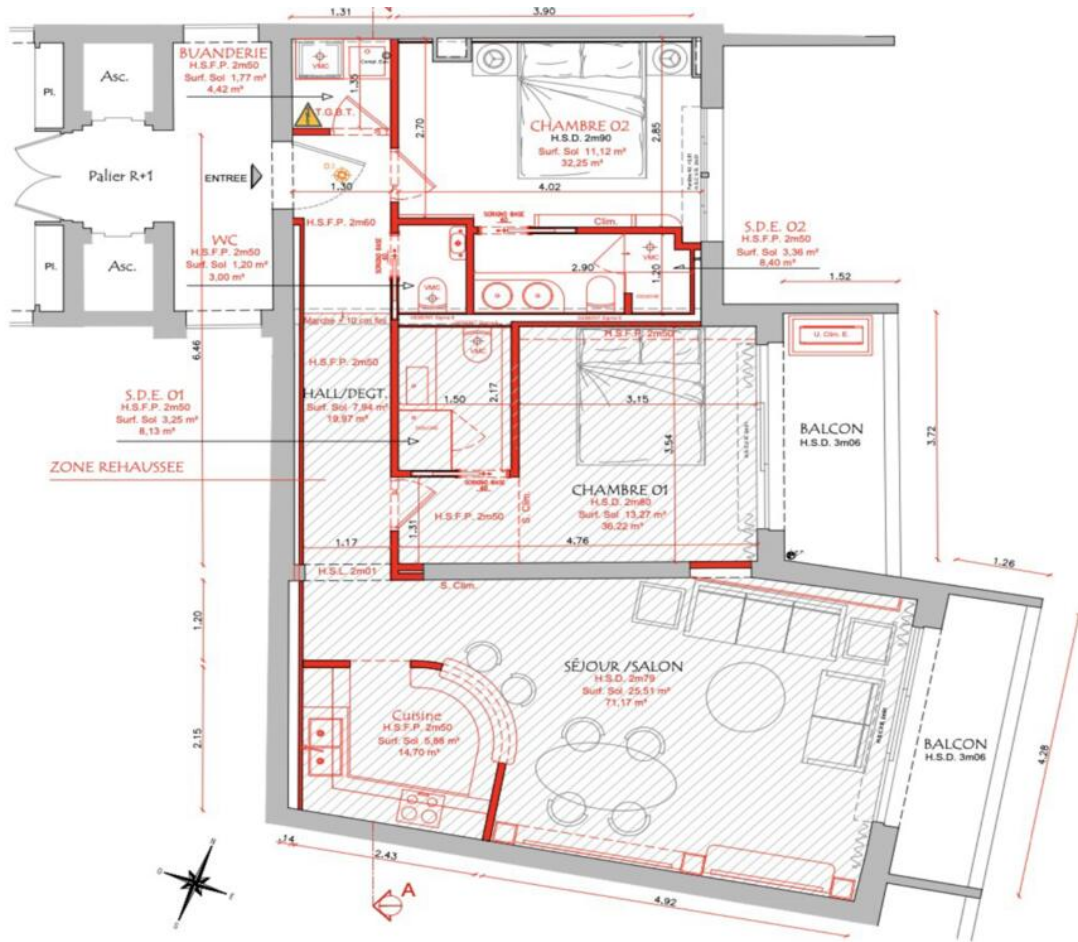 1.31
3.90
BUANDERIE
H.S.F.P. 2m50
Surf. Sol 1,77 m²
4,42 m³
VMC
1.35
T.G.B.T.
Asc.
Pl.
Palier R+1
ENTREE
1.30
H.S.F.P. 2m60
2.70
2.85
CHAMBRE 02
H.S.D. 2m90
Surf. Sol 11,12 m²
32,25 m³
4.02
Clim.
Pl.
Asc.
WC
H.S.F.P. 2m50
Surf. Sol 1,20 m²
3,00 m³
VMC
2.90
1.20
VMC
S.D.E. 02
H.S.F.P. 2m50
Surf. Sol 3,36 m²
8,40 m³
1.52
6.46
H.S.F.P. 2m50
HALL/DEGT.
Surf. Sol 7,94 m²
19,97 m³
VMC
1.50
2.17
H.S.F.P. 2m50
3.15
3.54
U. Clim. E.
BALCON
H.S.D. 3m06
3.72
S.D.E. 01
H.S.F.P. 2m50
Surf. Sol 3,25 m²
8,13 m³
ZONE REHAUSSEE
CHAMBRE 01
H.S.D. 2m80
Surf. Sol 13,27 m²
36,22 m³
H.S.F.P. 2m50
S. Clim.
1.31
1.17
4.76
H.S.L. 2m01
S. Clim.
1.26
1.20
SÉJOUR /SALON
H.S.D. 2m79
Surf. Sol 25,51 m²
71,17 m³
Cuisine
H.S.F.P. 2m50
Surf. Sol 5,88 m²
14,70 m³
2.15
BALCON
H.S.D. 3m06
4.28
.14
2.43
4.92
A